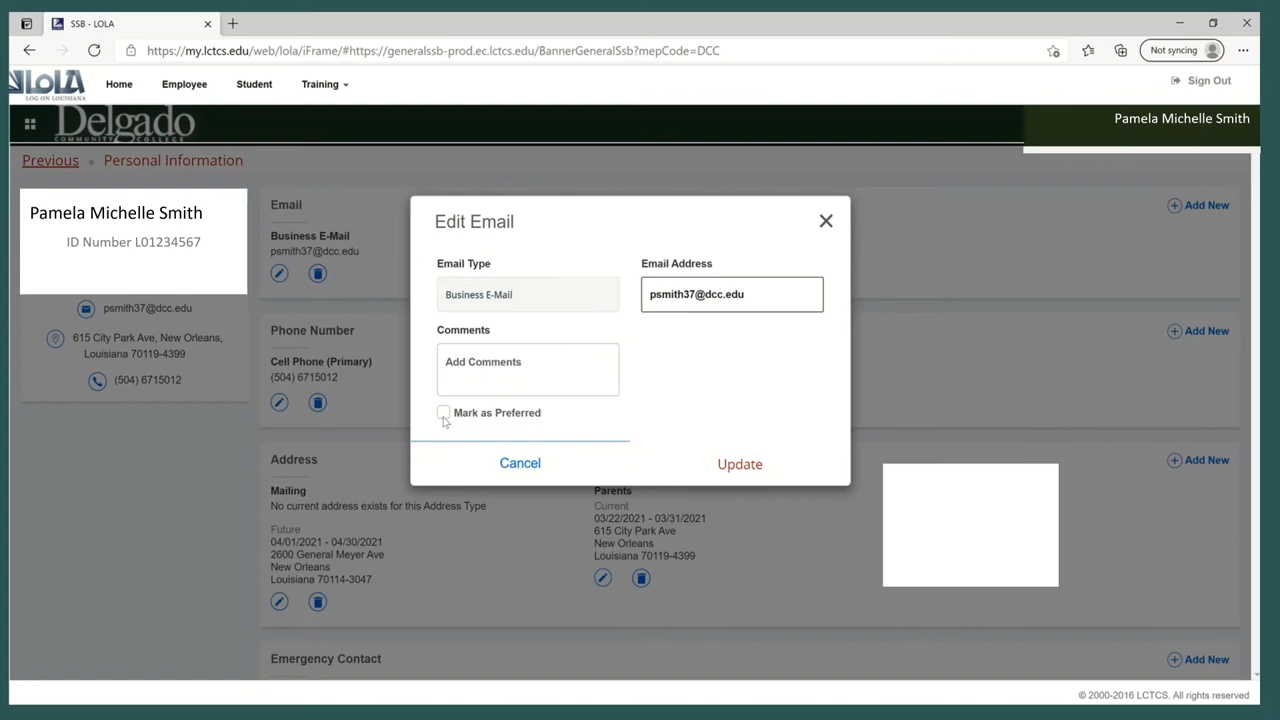 SSB - LOLA
https://my.lctcs.edu/web/lola/iFrame/#https://generalssb-prod.ec.lctcs.edu/BannerGeneralSsb?mepCode=DCC
Not syncing
LOLA
LOG ON LOUISIANA
Home
Employee
Student
Training
Sign Out
Delgado
COMMUNITY COLLEGE
Pamela Michelle Smith
Previous
Personal Information
Pamela Michelle Smith
ID Number L01234567
psmith37@dcc.edu
615 City Park Ave, New Orleans,
Louisiana 70119-4399
(504) 6715012
Email
Add New
Business E-Mail
psmith37@dcc.edu
Phone Number
Add New
Cell Phone (Primary)
(504) 6715012
Address
Add New
Mailing
No current address exists for this Address Type
Future
04/01/2021 - 04/30/2021
2600 General Meyer Ave
New Orleans
Louisiana 70114-3047
Parents
Current
03/22/2021 - 03/31/2021
615 City Park Ave
New Orleans
Louisiana 70119-4399
Emergency Contact
Add New
Edit Email
Email Type
Business E-Mail
Email Address
psmith37@dcc.edu
Comments
Add Comments
Mark as Preferred
Cancel
Update
© 2000-2016 LCTCS. All rights reserved